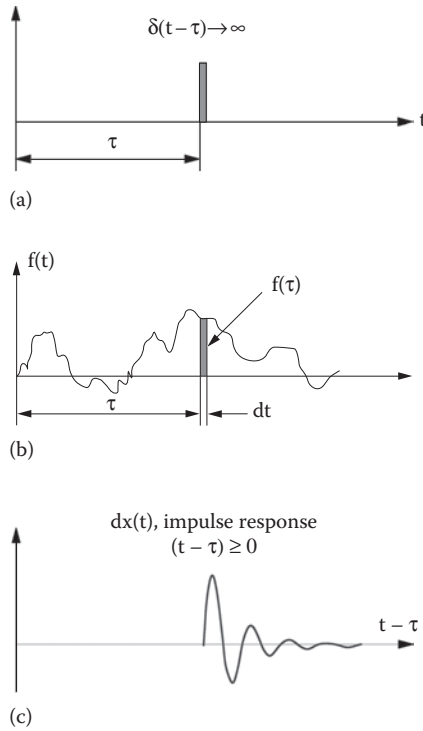 δ(t – τ)→∞
t
τ
(a)
f(t)
f(τ)
τ
dt
(b)
dx(t), impulse response
(t – τ) ≥ 0
t – τ
(c)